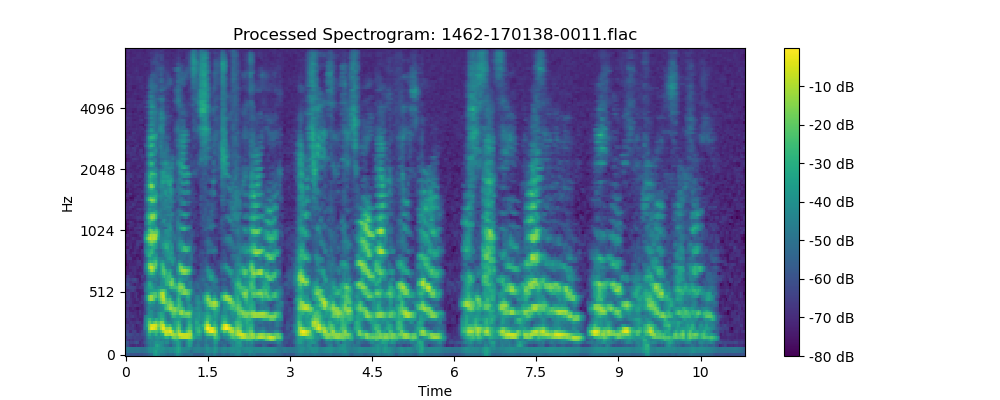 Processed Spectrogram: 1462-170138-0011.flac
Hz
4096
2048
1024
512
0
0 1.5 3 4.5 6 7.5 9 10
Time
-10 dB
-20 dB
-30 dB
-40 dB
-50 dB
-60 dB
-70 dB
-80 dB